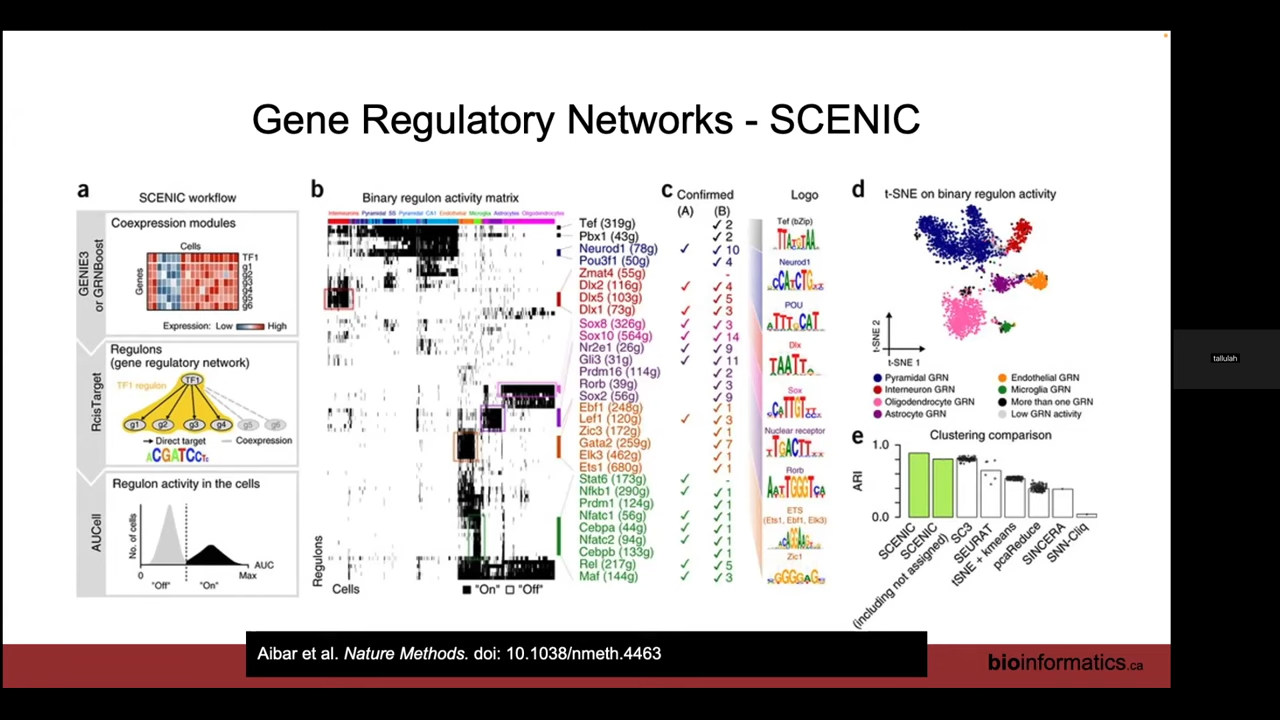 Gene Regulatory Networks - SCENIC
a
SCENIC workflow
GENIE3
or GRNBoost
Coexpression modules
Cells
Genes
TF1
g1
g2
g3
g4
g5
g6
Expression: Low High
RcisTarget
Regulons
(gene regulatory network)
TF1 regulon
TF1
g1 g2 g3 g4 g5 g6
Direct target Coexpression
ACGATCCTc
AUCell
Regulon activity in the cells
No. of cells
AUC
0 Max
"Off" "On"
b
Binary regulon activity matrix
Interneurons Pyramidal SS Pyramidal CA1 Endothelial Microglia Astrocytes Oligodendrocytes
Regulons
Cells
"On" "Off"
c
Confirmed
(A) (B)
Logo
Tef (319g) ✓ 2
Pbx1 (43g) ✓ 2
Neurod1 (78g) ✓ ✓ 10
Pou3f1 (50g) ✓ 4
Zmat4 (55g) -
Dlx2 (116g) ✓ ✓ 4
Dlx5 (103g) ✓ 5
Dlx1 (73g) ✓ ✓ 3
Sox8 (326g) ✓ ✓ 3
Sox10 (564g) ✓ ✓ 14
Nr2e1 (26g) ✓ ✓ 9
Gli3 (31g) ✓ ✓ 11
Prdm16 (114g) ✓ 2
Rorb (39g) ✓ 3
Sox2 (56g) ✓ 9
Ebf1 (248g) ✓ 1
Lef1 (120g) ✓ ✓ 3
Zic3 (172g) ✓ 1
Gata2 (259g) ✓ 7
Elk3 (462g) ✓ 1
Ets1 (680g) ✓ 1
Stat6 (173g) ✓ -
Nfkb1 (290g) ✓ ✓ 1
Prdm1 (124g) ✓ 1
Nfatc1 (56g) ✓ ✓ 1
Cebpa (44g) ✓ ✓ 1
Nfatc2 (94g) ✓ ✓ 1
Cebpb (133g) ✓ 1
Rel (217g) ✓ ✓ 5
Maf (144g) ✓ ✓ 3
Tef (bZip)
Neurod1
POU
Dlx
Sox
Nuclear receptor
Rorb
ETS
(Ets1, Ebf1, Elk3)
Zic1
d
t-SNE on binary regulon activity
t-SNE 2
t-SNE 1
Pyramidal GRN
Interneuron GRN
Oligodendrocyte GRN
Astrocyte GRN
Endothelial GRN
Microglia GRN
More than one GRN
Low GRN activity
e
Clustering comparison
ARI
1.0
0.0
SCENIC
SCENIC
(including not assigned)
SC3
SEURAT
tSNE + kmeans
pcaReduce
SINCERA
SNN-Cliq
Aibar et al. Nature Methods. doi: 10.1038/nmeth.4463
bioinformatics.ca
tallulah